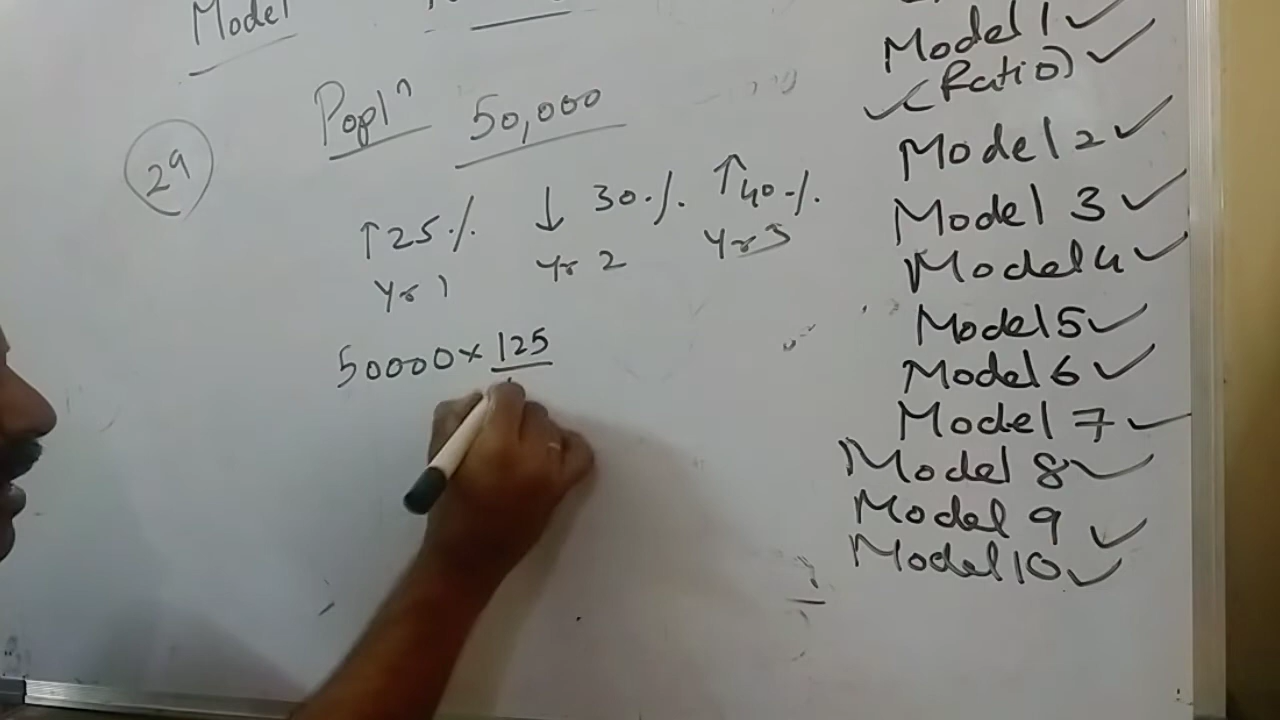 Model
Popl^n 50,000
29
↑25% ↓30% ↑40%
Yr 1 Yr 2 Yr 3
50000 × 125
Model 1 ✓
✓ (Ratio) ✓
Model 2 ✓
Model 3 ✓
Model 4 ✓
Model 5 ✓
Model 6 ✓
Model 7 ✓
Model 8 ✓
Model 9 ✓
Model 10 ✓